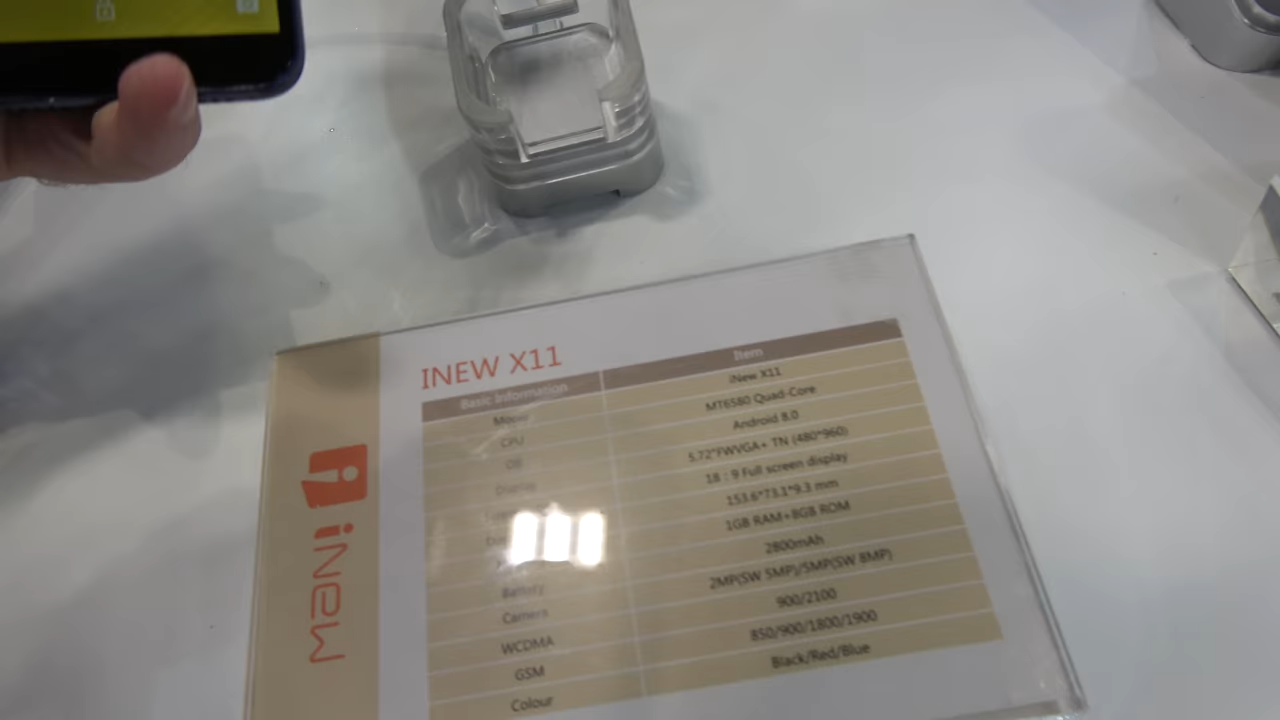 INEW X11
Basic Information Item
Model iNew X11
CPU MT6580 Quad-Core
OS Android 8.0
Display 5.72"FWVGA+ TN (480*960)
18 : 9 Full screen display
153.6*73.1*9.3 mm
1GB RAM+8GB ROM
Battery 2800mAh
Camera 2MP(SW 5MP)/5MP(SW 8MP)
WCDMA 900/2100
GSM 850/900/1800/1900
Colour Black/Red/Blue
iNew